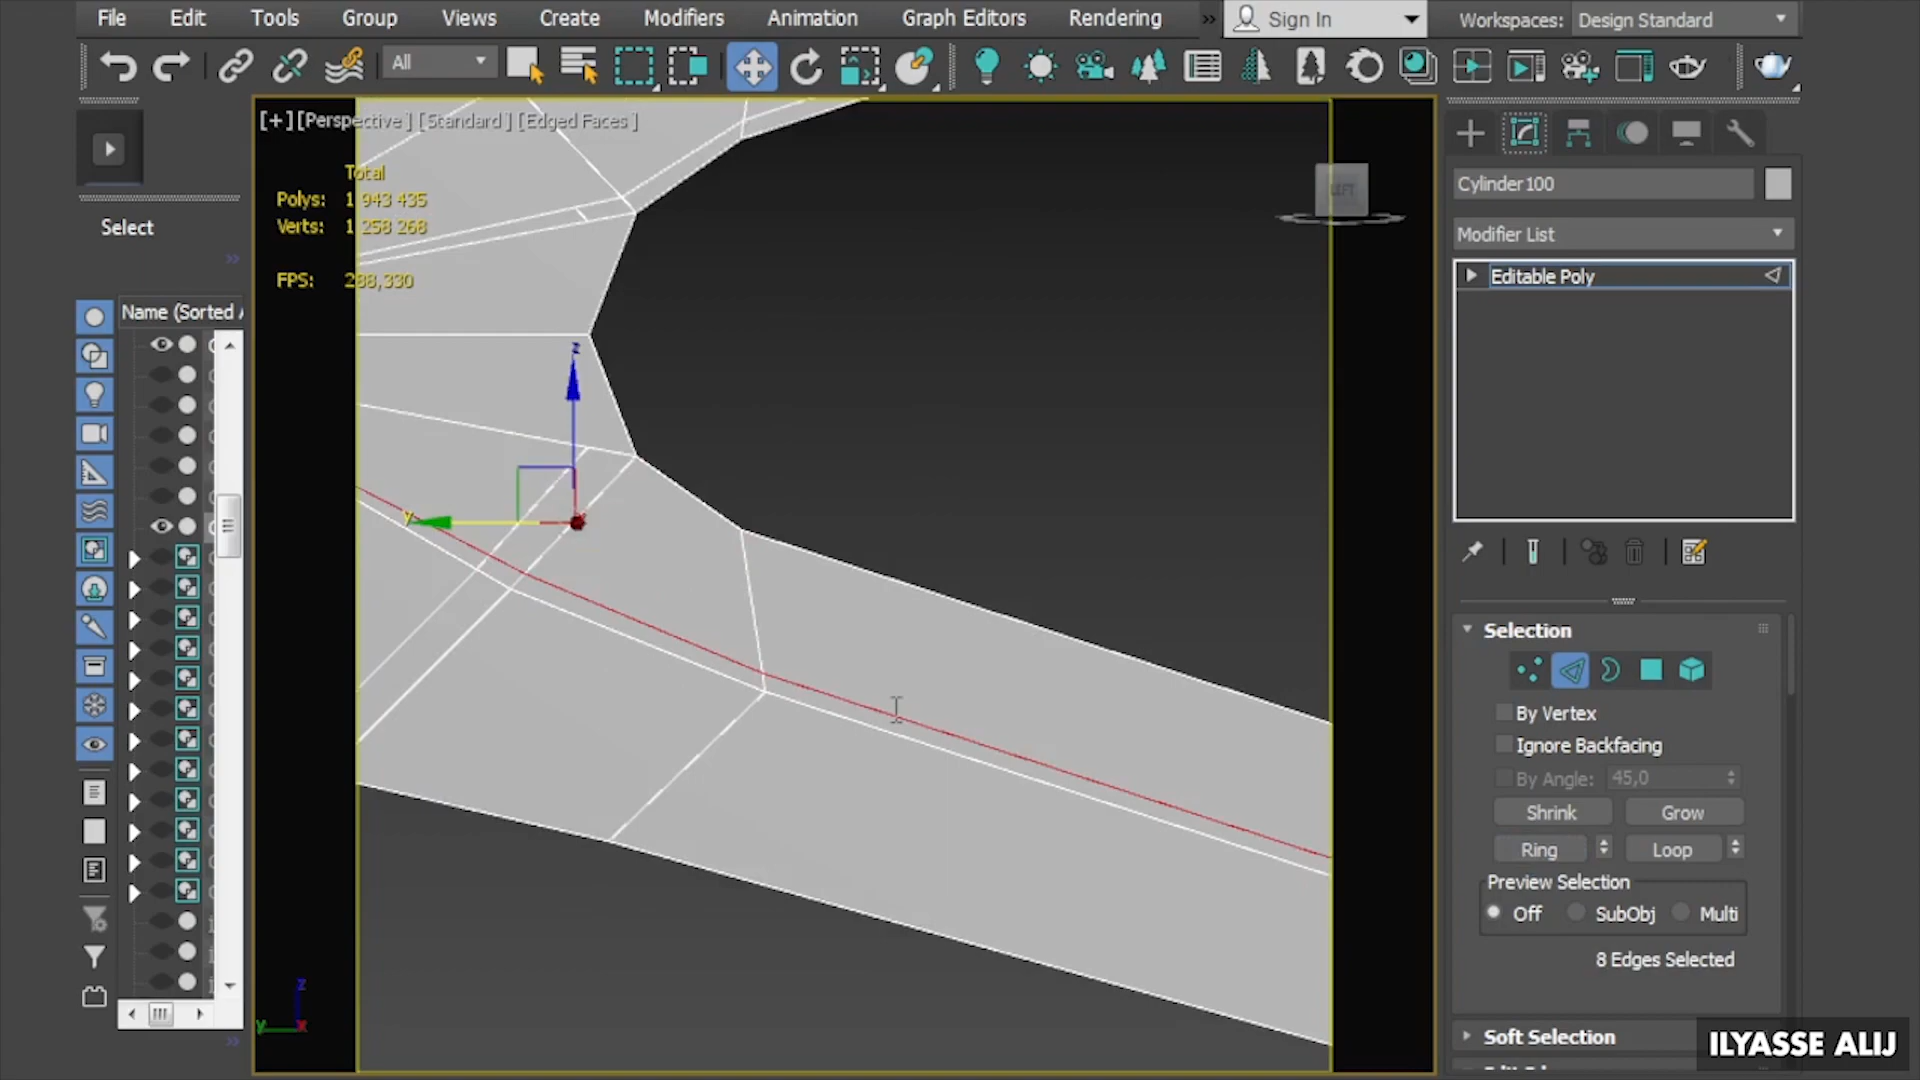 File Edit Tools Group Views Create Modifiers Animation Graph Editors Rendering » Sign In Workspaces: Design Standard
All
[+] [Perspective ] [Standard ] [Edged Faces ]
Total
Polys: 1 943 435
Verts: 1 258 268
FPS: 288,330
Select
Name (Sorted A
LEFT
z
y
z
y
x
Cylinder100
Modifier List
Editable Poly
Selection
By Vertex
Ignore Backfacing
By Angle: 45,0
Shrink Grow
Ring Loop
Preview Selection
Off SubObj Multi
8 Edges Selected
Soft Selection
ILYASSE ALIJ